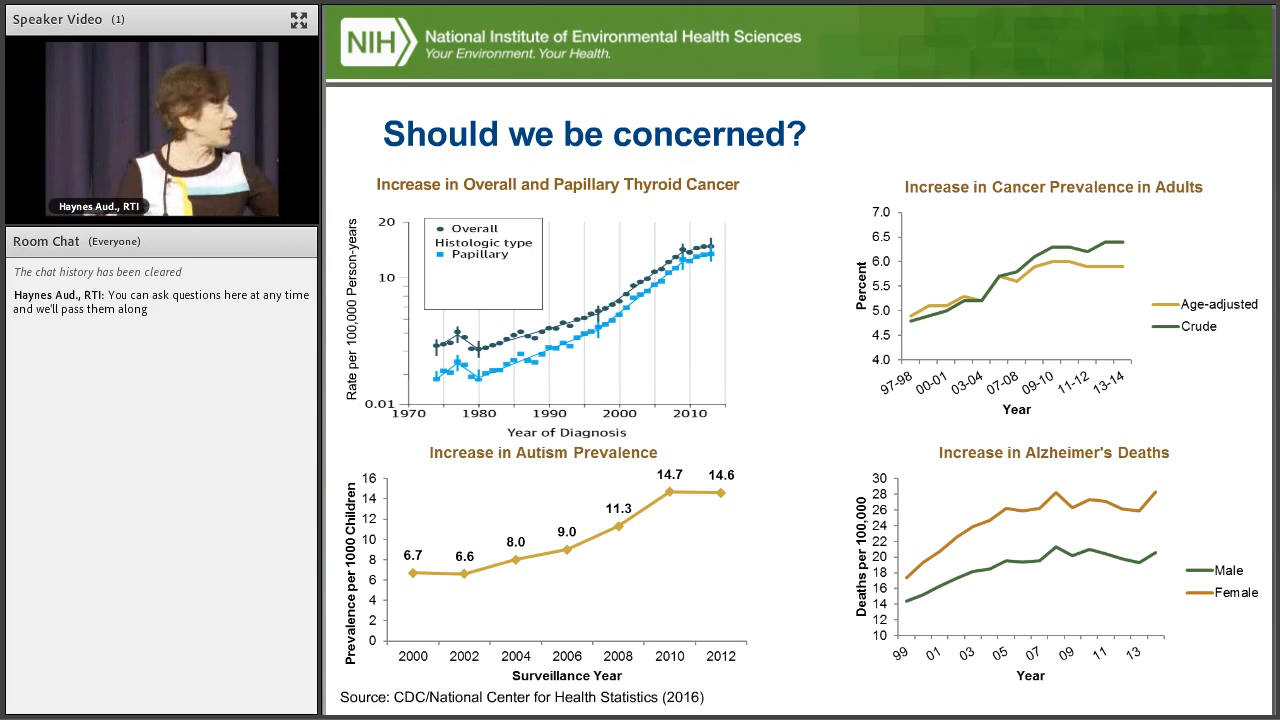 Speaker Video (1)
Haynes Aud., RTI
Room Chat (Everyone)
The chat history has been cleared
Haynes Aud., RTI: You can ask questions here at any time
and we'll pass them along
NIH
National Institute of Environmental Health Sciences
Your Environment. Your Health.
Should we be concerned?
Increase in Overall and Papillary Thyroid Cancer
Rate per 100,000 Person-years
20
10
0.01
Overall
Histologic type
Papillary
1970 1980 1990 2000 2010
Year of Diagnosis
Increase in Cancer Prevalence in Adults
Percent
7.0
6.5
6.0
5.5
5.0
4.5
4.0
Age-adjusted
Crude
97-98 00-01 03-04 07-08 09-10 11-12 13-14
Year
Increase in Autism Prevalence
Prevalence per 1000 Children
16
14
12
10
8
6
4
2
0
6.7 6.6 8.0 9.0 11.3 14.7 14.6
2000 2002 2004 2006 2008 2010 2012
Surveillance Year
Increase in Alzheimer's Deaths
Deaths per 100,000
30
28
26
24
22
20
18
16
14
12
10
Male
Female
99 01 03 05 07 09 11 13
Year
Source: CDC/National Center for Health Statistics (2016)